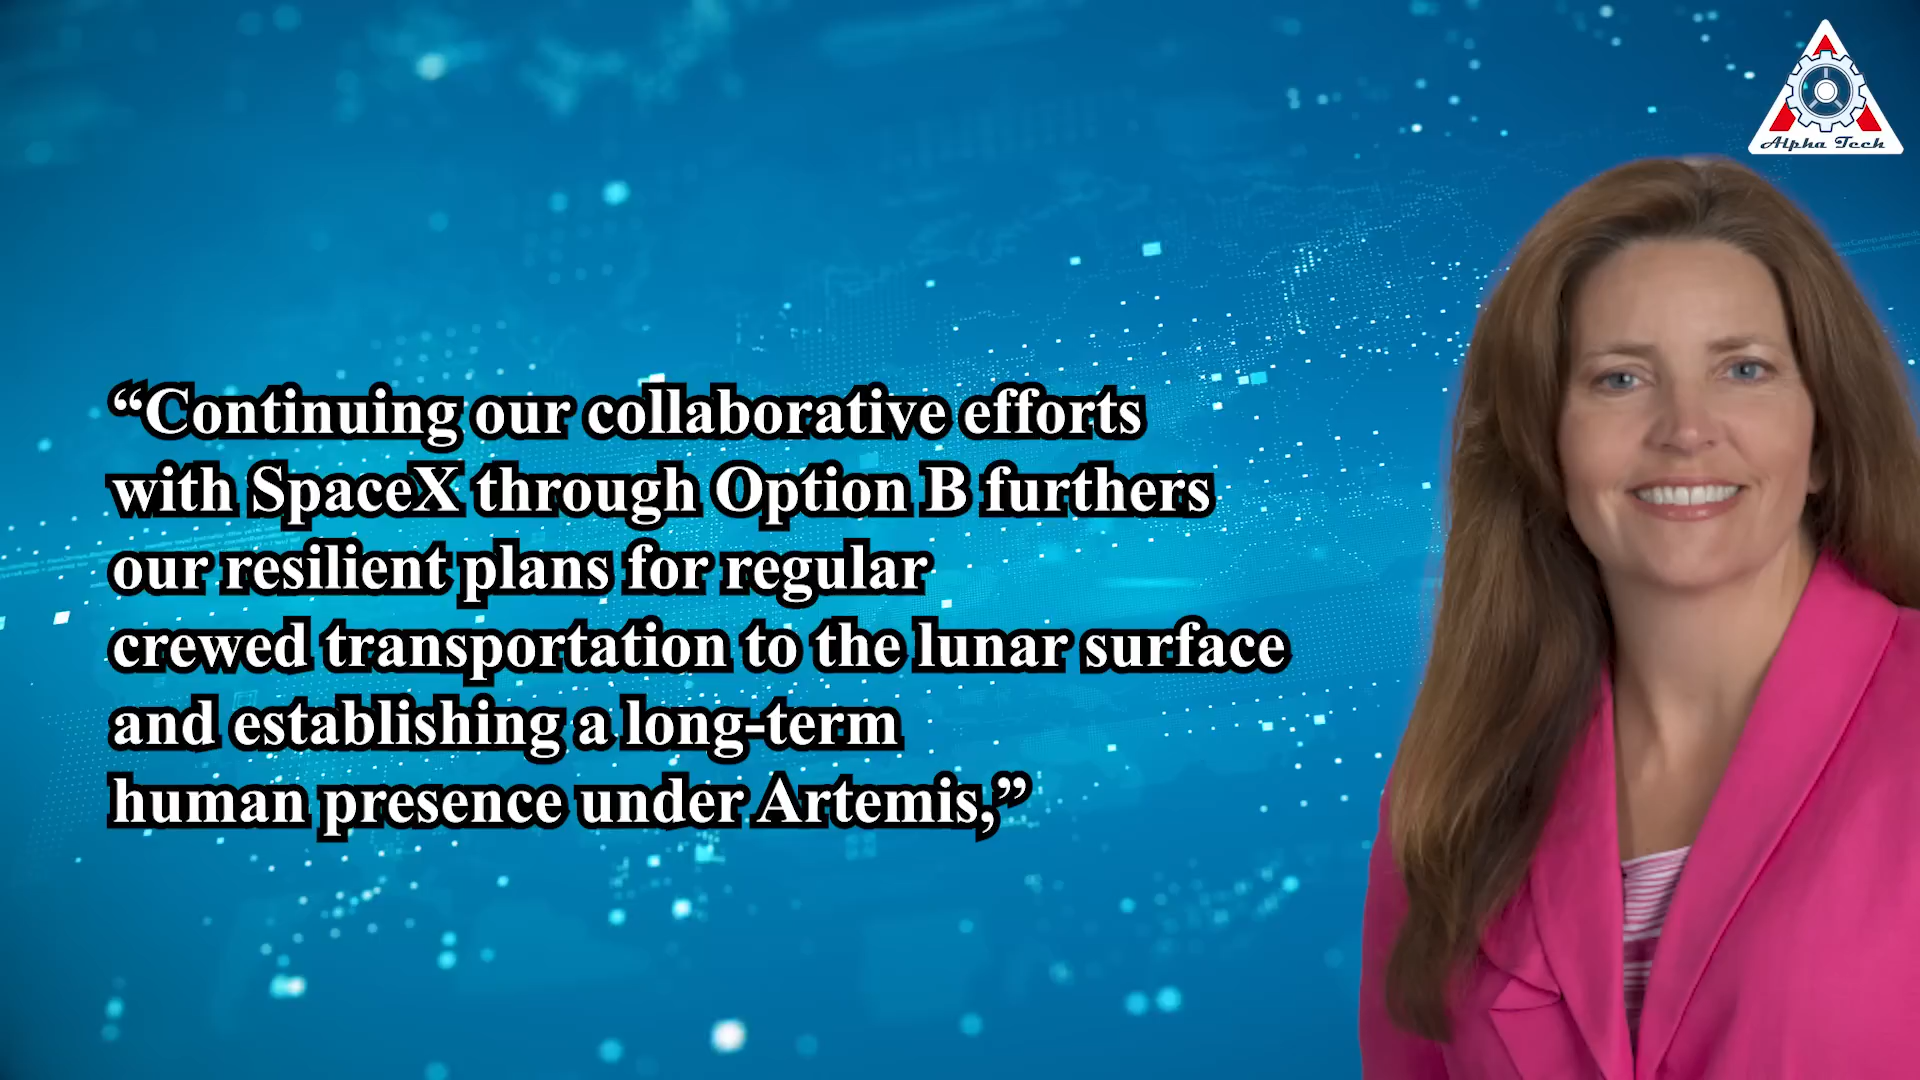 Alpha Tech
“Continuing our collaborative efforts
with SpaceX through Option B furthers
our resilient plans for regular
crewed transportation to the lunar surface
and establishing a long-term
human presence under Artemis,”